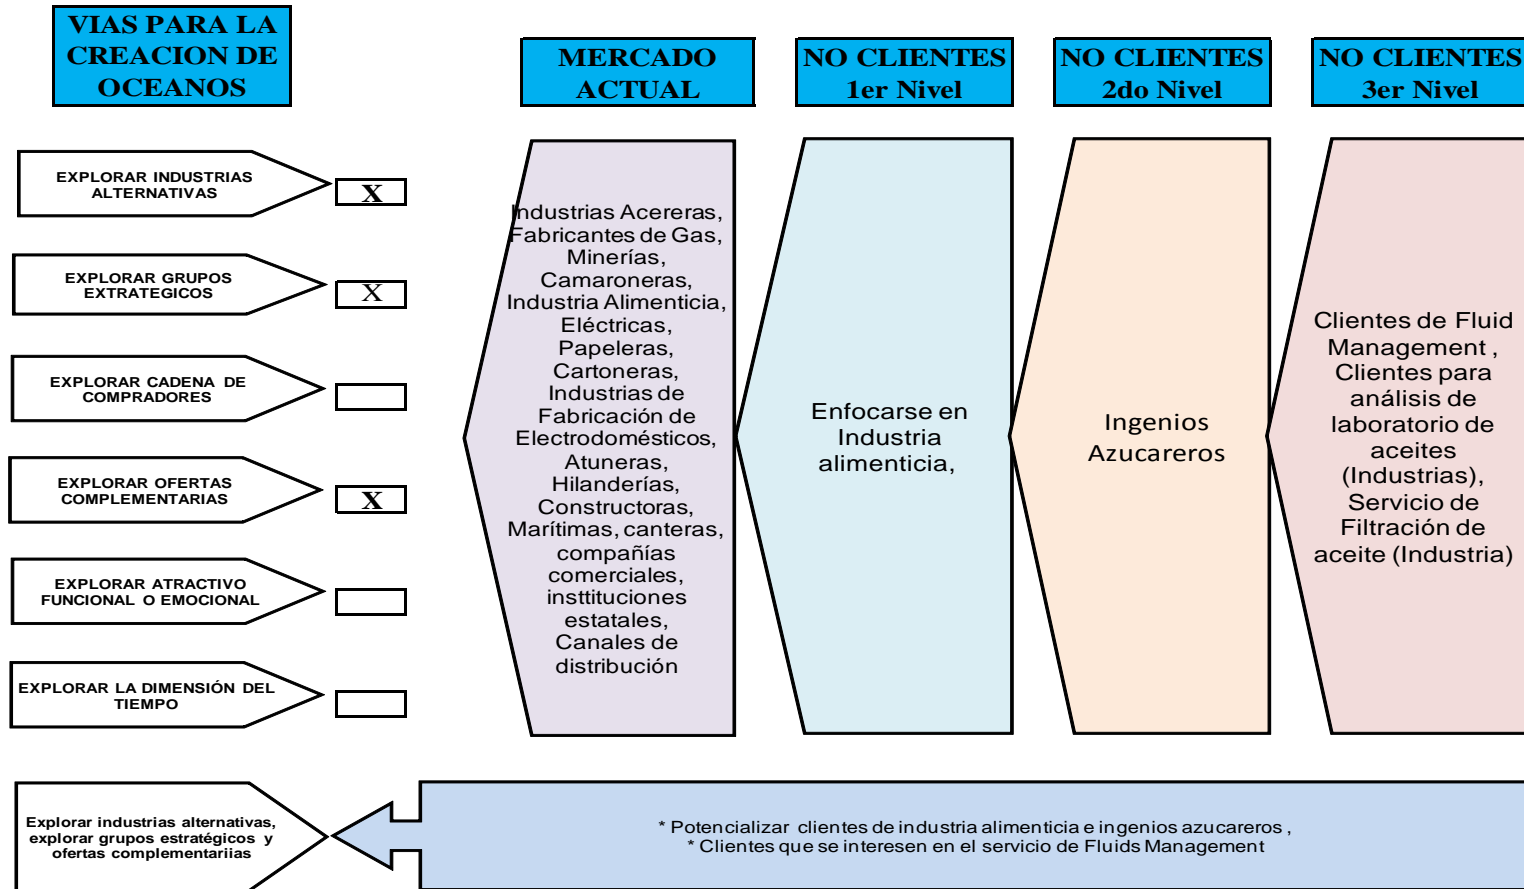 VIAS PARA LA
CREACION DE
OCEANOS
MERCADO
ACTUAL
NO CLIENTES
1er Nivel
NO CLIENTES
2do Nivel
NO CLIENTES
3er Nivel
EXPLORAR INDUSTRIAS
ALTERNATIVAS
X
EXPLORAR GRUPOS
EXTRATEGICOS
X
EXPLORAR CADENA DE
COMPRADORES
EXPLORAR OFERTAS
COMPLEMENTARIAS
X
EXPLORAR ATRACTIVO
FUNCIONAL O EMOCIONAL
EXPLORAR LA DIMENSIÓN DEL
TIEMPO
Industrias Acereras,
Fabricantes de Gas,
Minerías,
Camaroneras,
Industria Alimenticia,
Eléctricas,
Papeleras,
Cartoneras,
Industrias de
Fabricación de
Electrodomésticos,
Atuneras,
Hilanderías,
Constructoras,
Marítimas, canteras,
compañías
comerciales,
insttituciones
estatales,
Canales de
distribución
Enfocarse en
Industria
alimenticia,
Ingenios
Azucareros
Clientes de Fluid
Management ,
Clientes para
análisis de
laboratorio de
aceites
(Industrias),
Servicio de
Filtración de
aceite (Industria)
Explorar industrias alternativas,
explorar grupos estratégicos y
ofertas complementariias
* Potencializar clientes de industria alimenticia e ingenios azucareros ,
* Clientes que se interesen en el servicio de Fluids Management